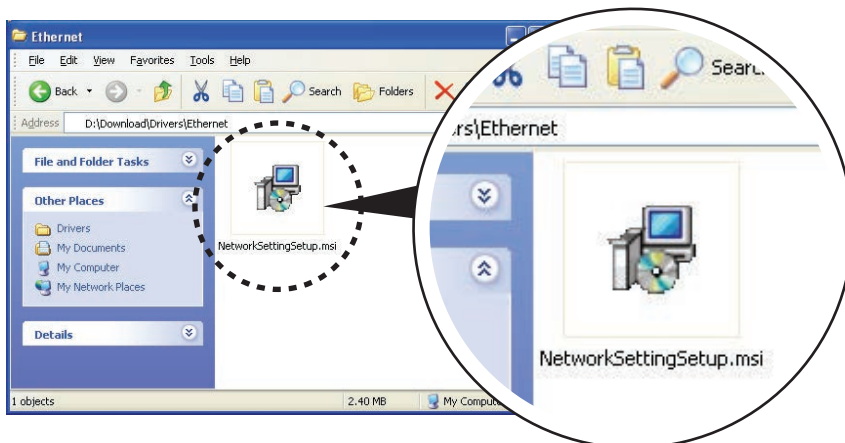 Ethernet
File Edit View Favorites Tools Help
Back Search Folders
Address D:\Download\Drivers\Ethernet
File and Folder Tasks
Other Places
Drivers
My Documents
My Computer
My Network Places
Details
NetworkSettingSetup.msi
1 objects 2.40 MB My Compute
Searc
rs\Ethernet
NetworkSettingSetup.msi